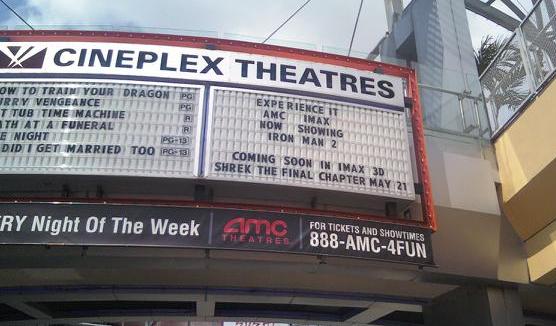 CINEPLEX THEATRES
OW TO TRAIN YOUR DRAGON PG
URRY VENGEANCE PG
T TUB TIME MACHINE R
ATH AT A FUNERAL R
E NIGHT PG-13
DID I GET MARRIED TOO PG-13
EXPERIENCE IT
AMC IMAX
NOW SHOWING
IRON MAN 2
COMING SOON IN IMAX 3D
SHREK THE FINAL CHAPTER MAY 21
ERY Night Of The Week
amc
THEATRES
FOR TICKETS AND SHOWTIMES
888-AMC-4FUN